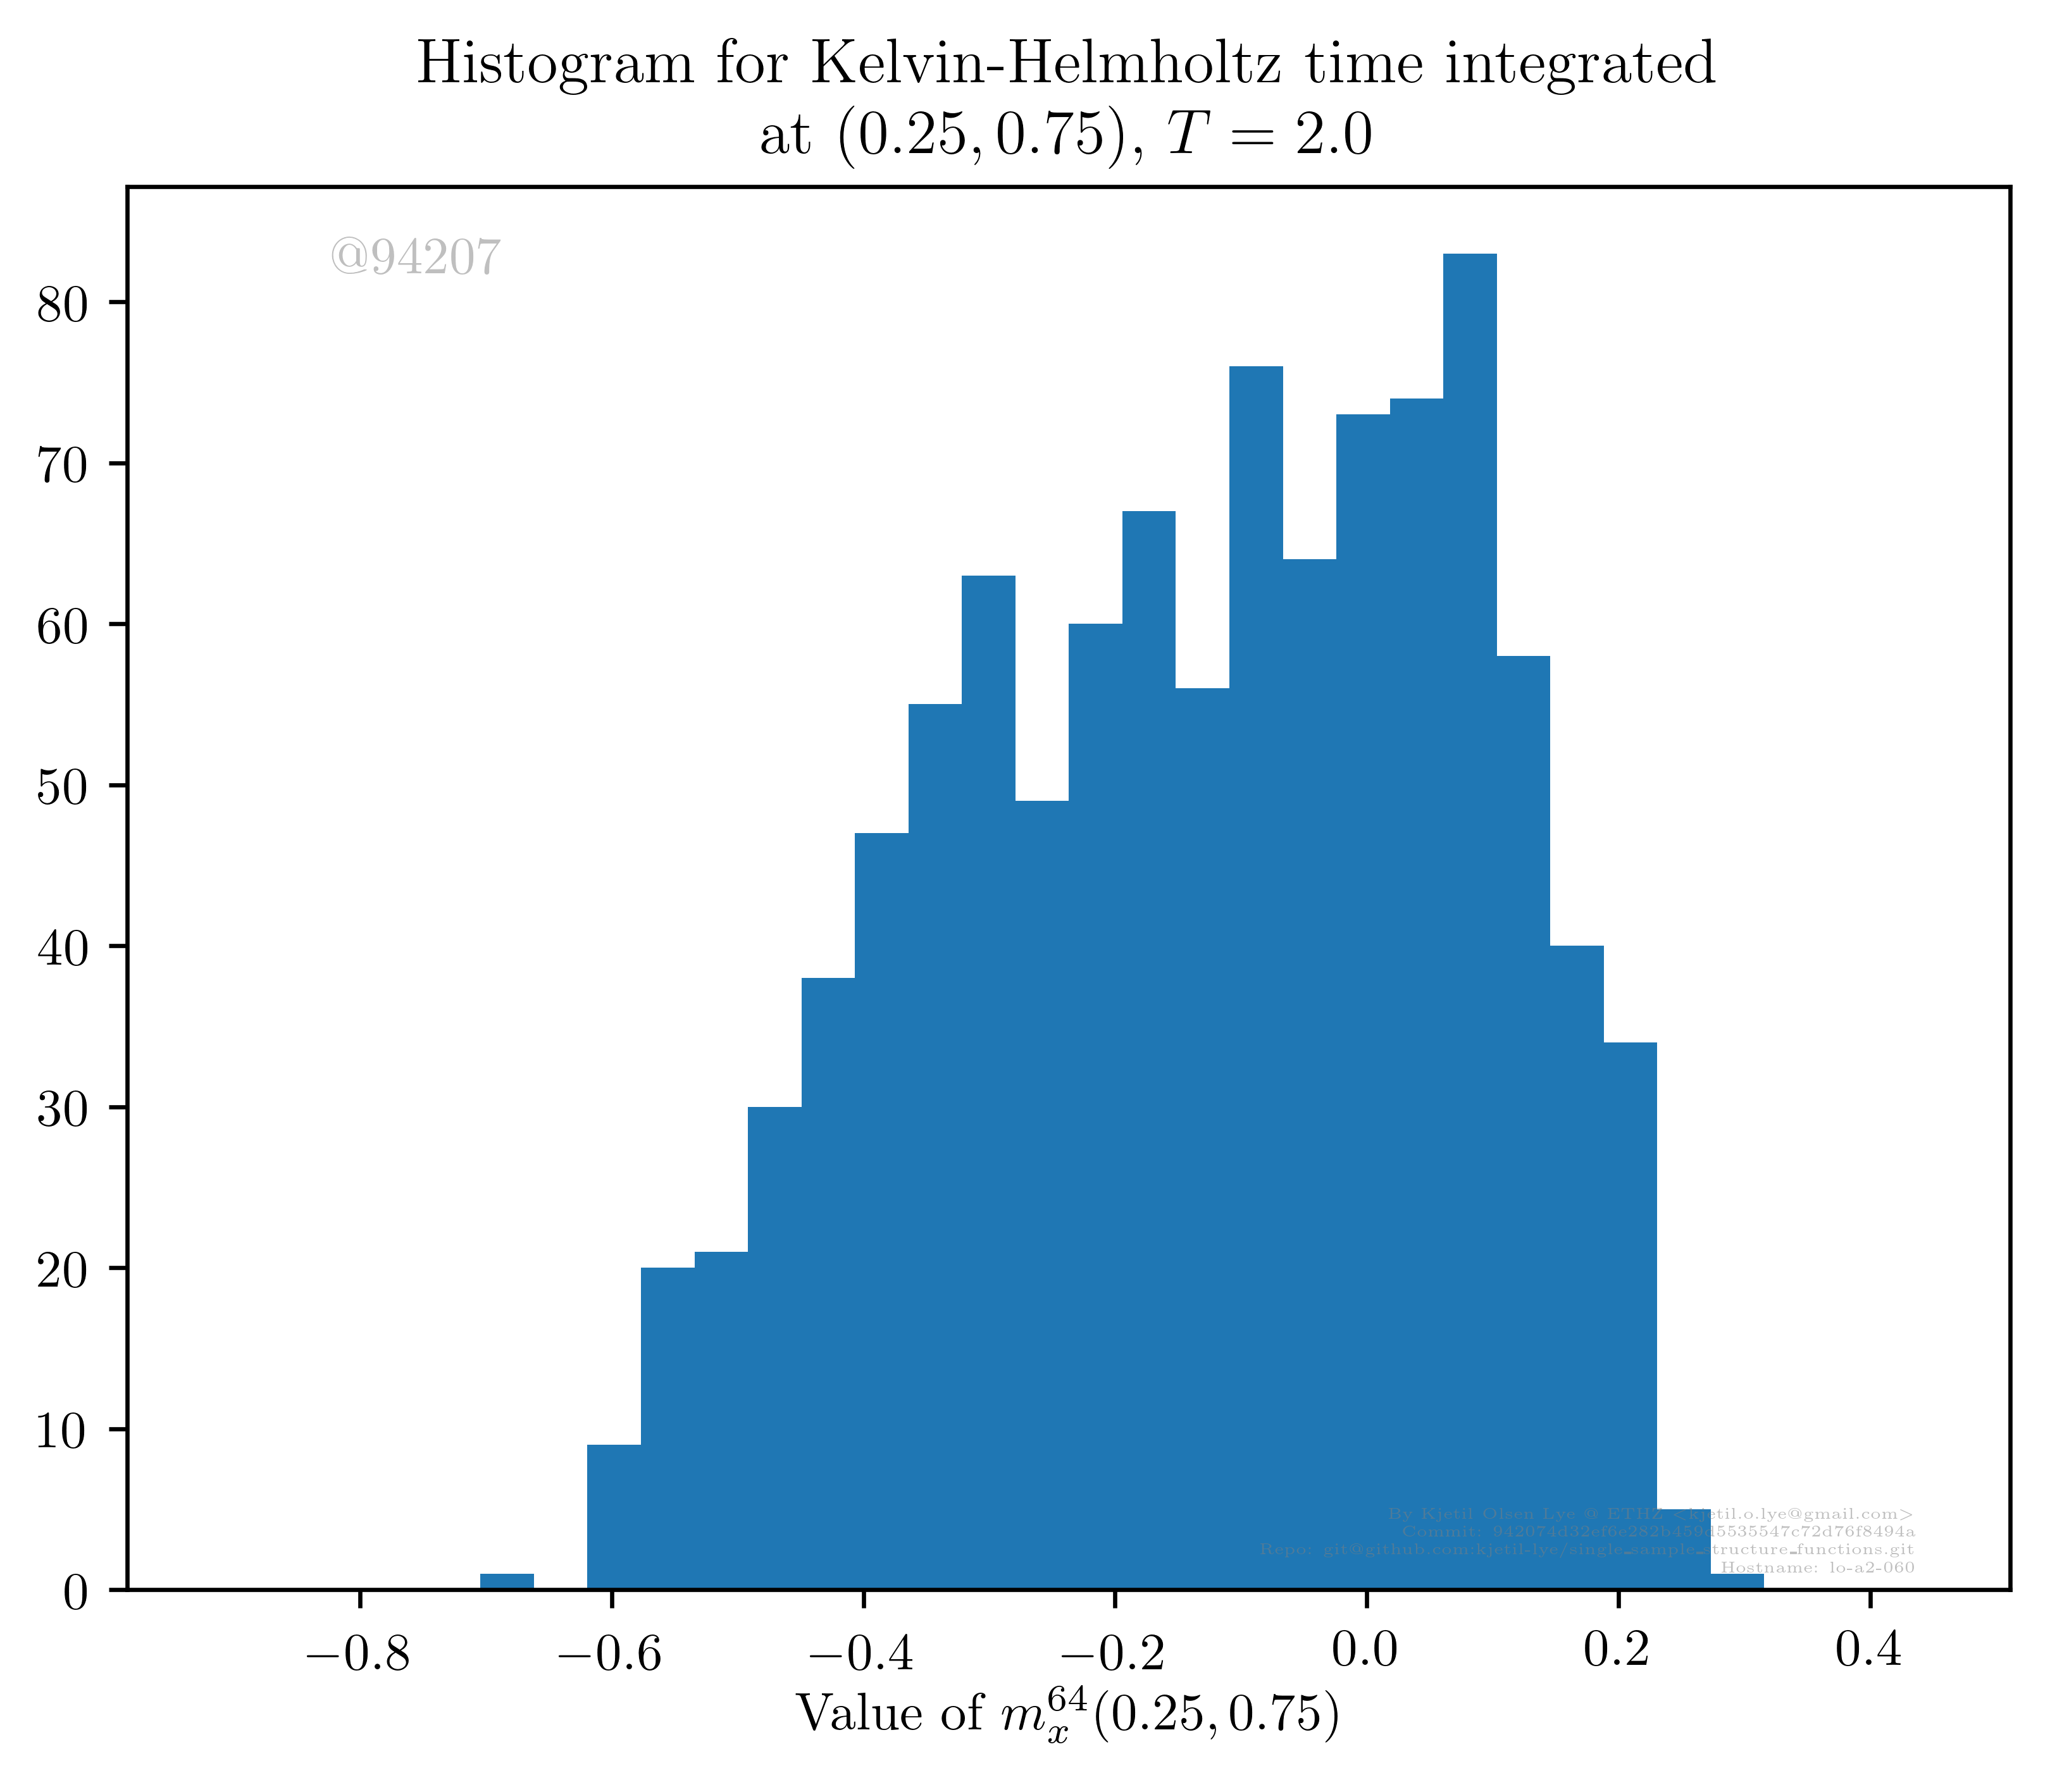 Histogram for Kelvin-Helmholtz time integrated
at (0.25, 0.75), T = 2.0
@94207
80
70
60
50
40
30
20
10
0
By Kjetil Olsen Lye @ ETHZ <kjetil.o.lye@gmail.com>
Commit: 942074d32ef6e282b459d5535547c72d76f8494a
Repo: git@github.com:kjetil-lye/single_sample_structure_functions.git
Hostname: lo-a2-060
−0.8 −0.6 −0.4 −0.2 0.0 0.2 0.4
Value of m_x^64(0.25, 0.75)